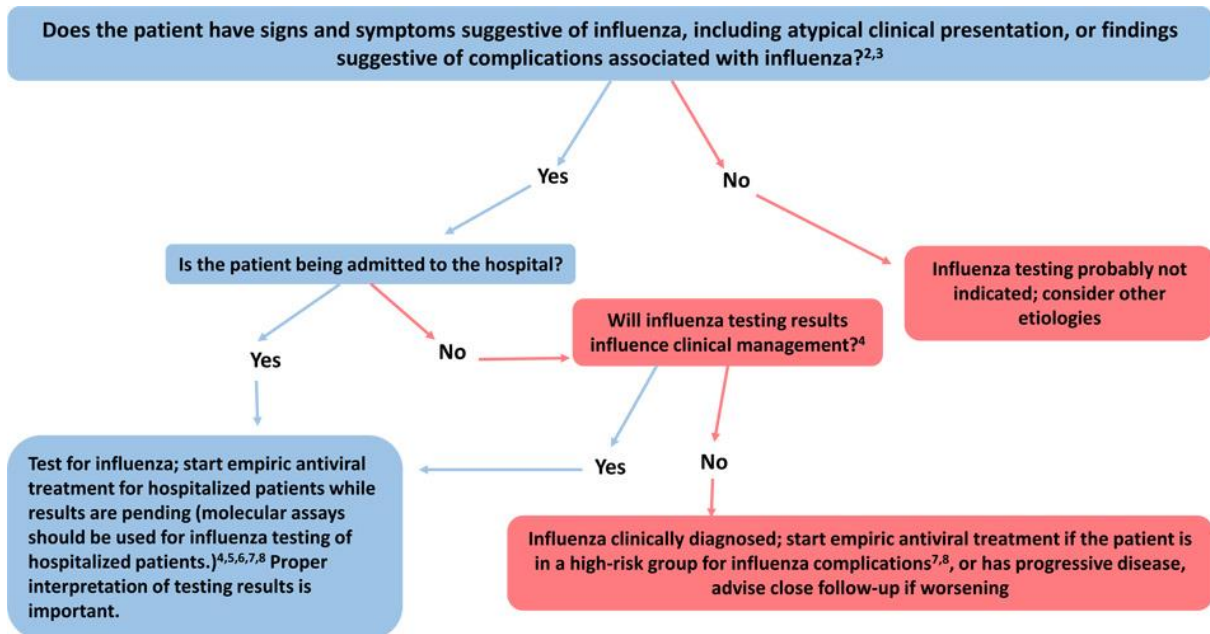 Does the patient have signs and symptoms suggestive of influenza, including atypical clinical presentation, or findings
suggestive of complications associated with influenza?2,3
Yes
No
Is the patient being admitted to the hospital?
Influenza testing probably not
indicated; consider other
etiologies
Will influenza testing results
influence clinical management?4
Yes
No
Yes
No
Test for influenza; start empiric antiviral
treatment for hospitalized patients while
results are pending (molecular assays
should be used for influenza testing of
hospitalized patients.)4,5,6,7,8 Proper
interpretation of testing results is
important.
Influenza clinically diagnosed; start empiric antiviral treatment if the patient is
in a high-risk group for influenza complications7,8, or has progressive disease,
advise close follow-up if worsening